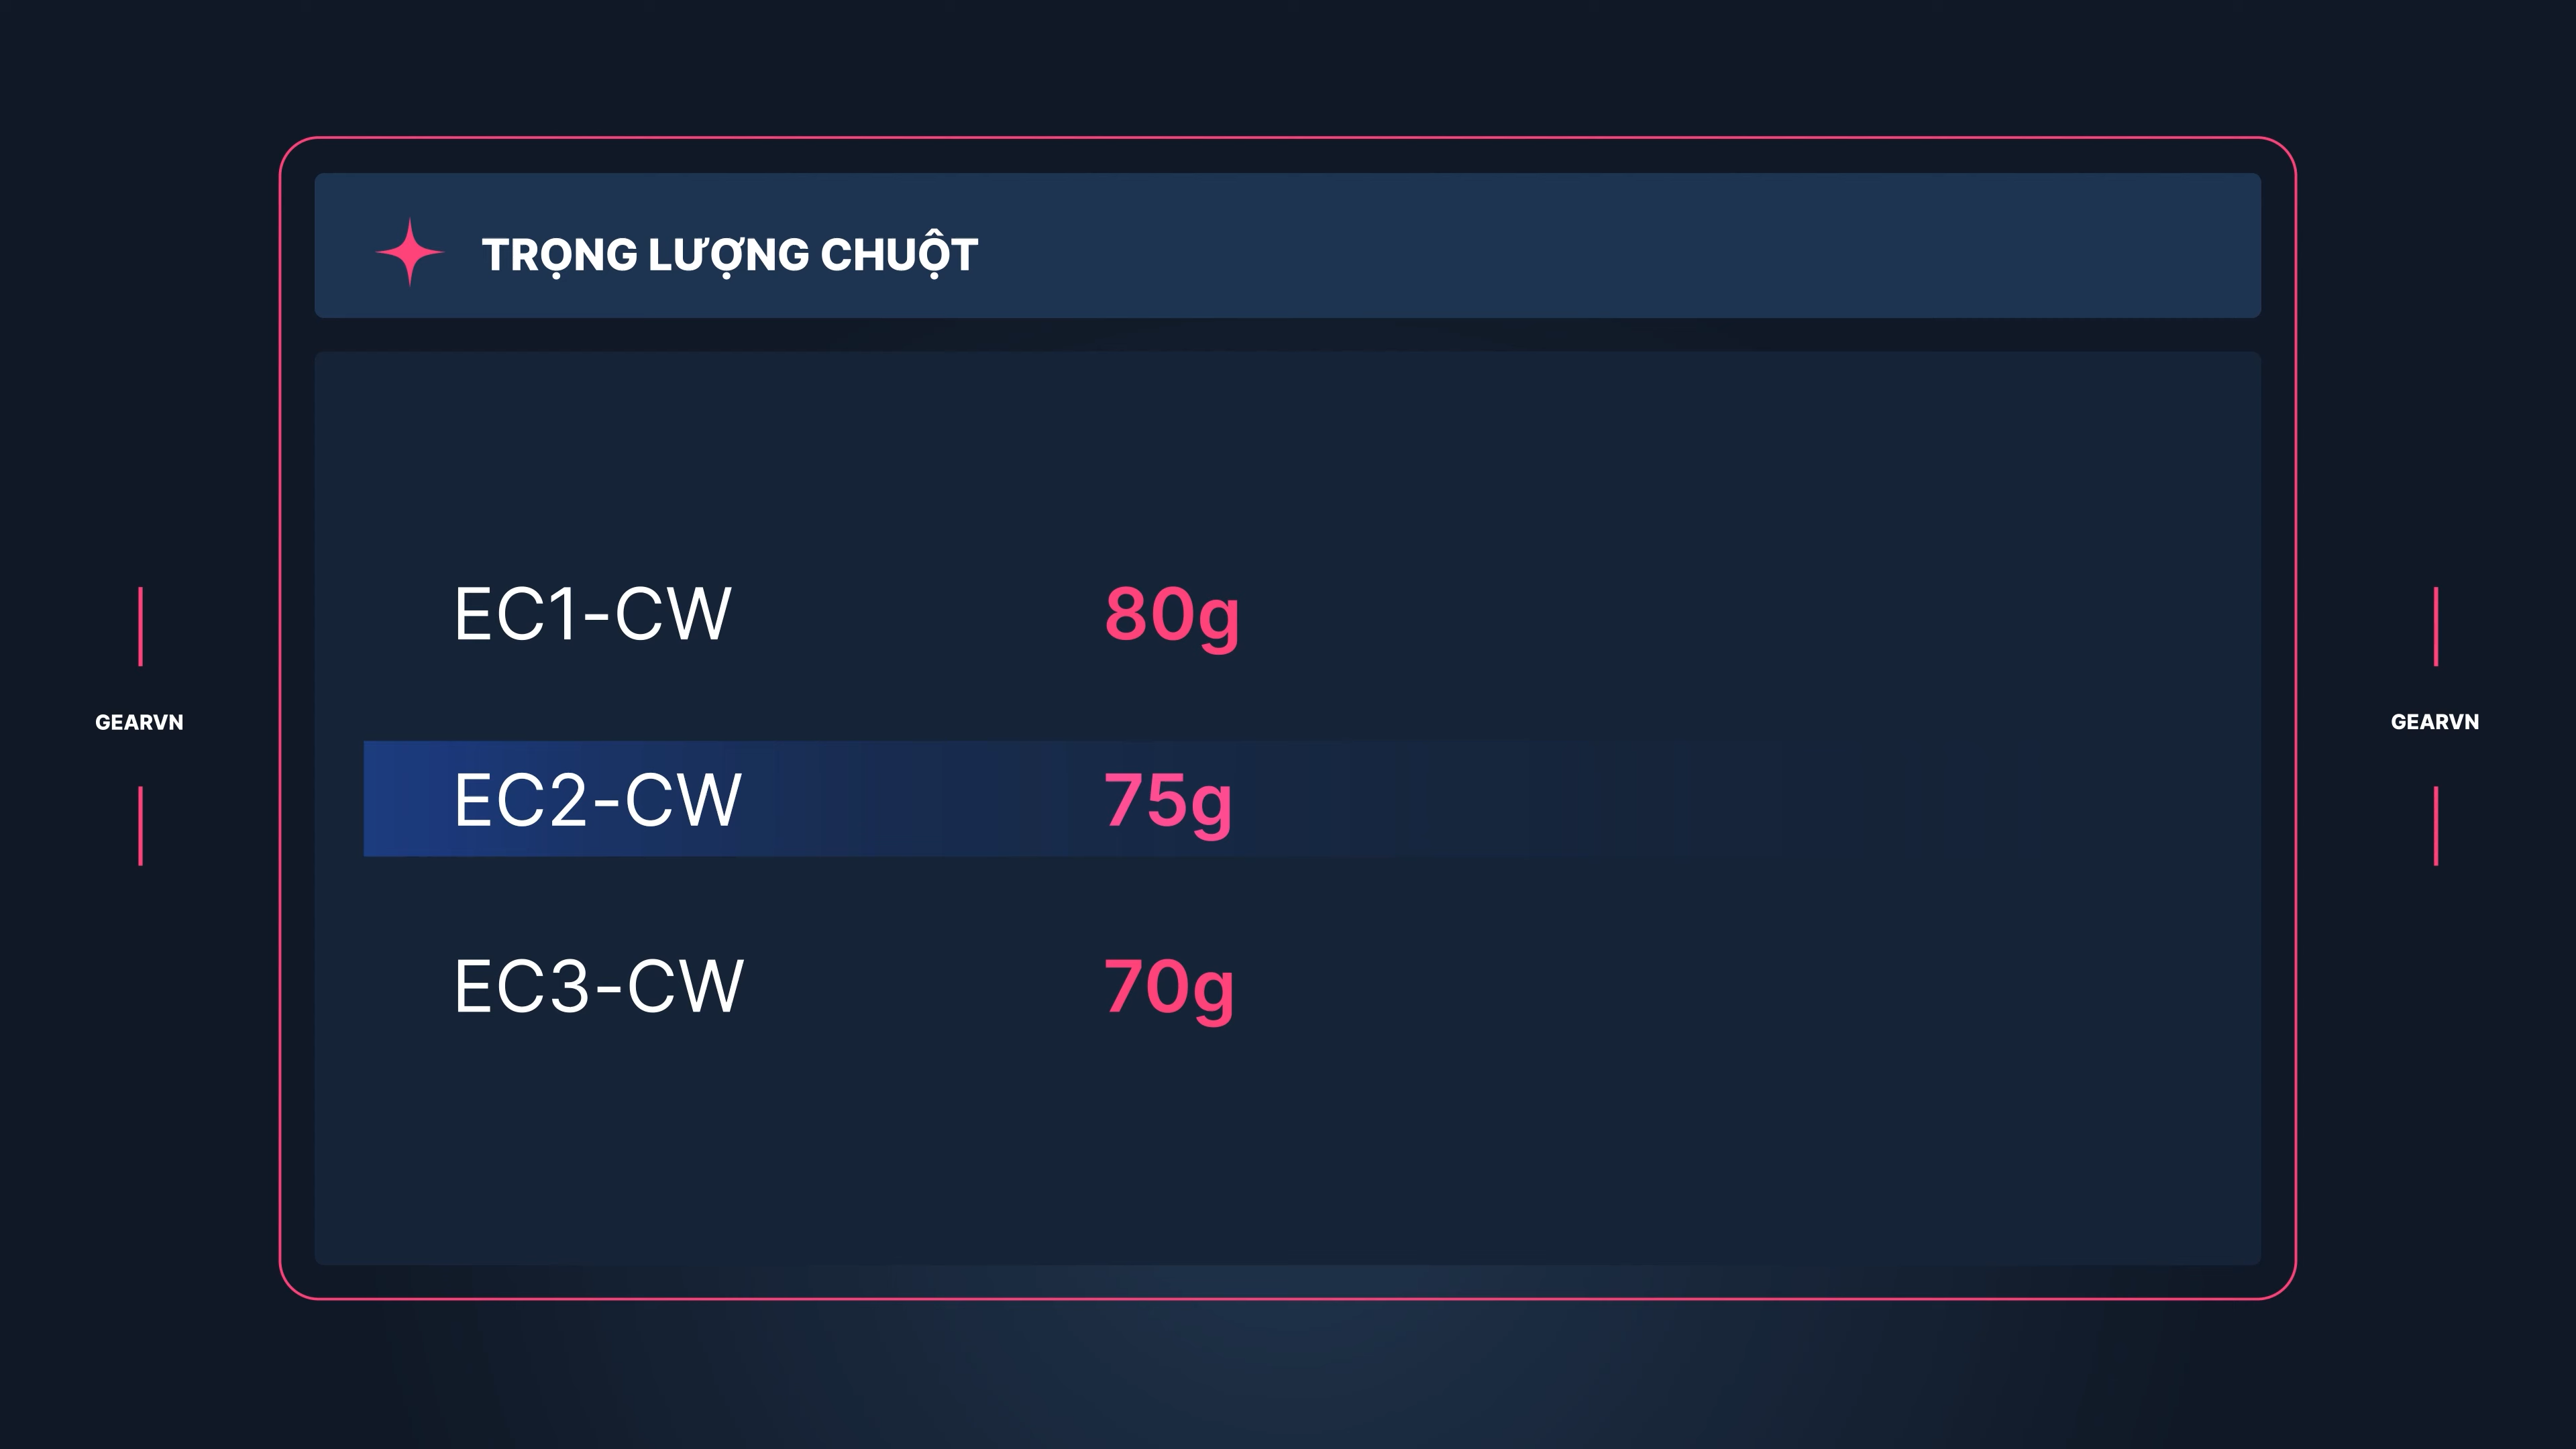 TRỌNG LƯỢNG CHUỘT
EC1-CW 80g
GEARVN
EC2-CW 75g
GEARVN
EC3-CW 70g